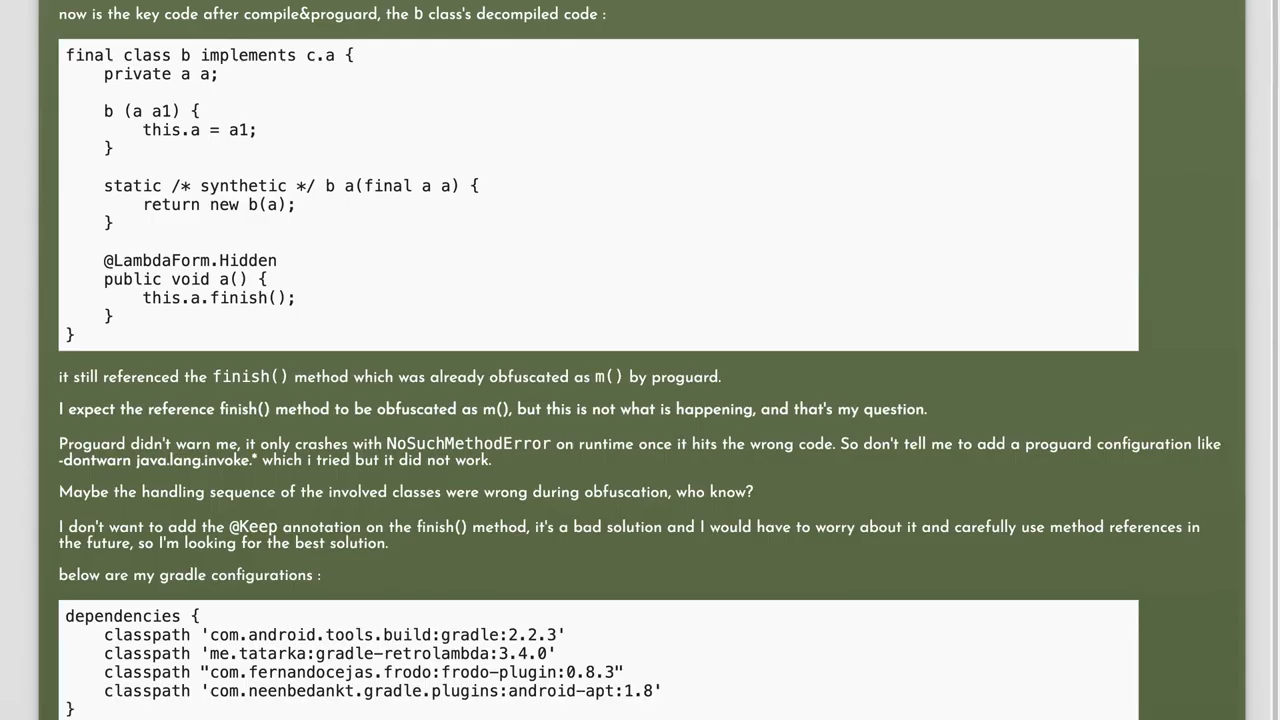 now is the key code after compile&proguard, the b class's decompiled code :
final class b implements c.a {
    private a a;
    b (a a1) {
        this.a = a1;
    }
    static /* synthetic */ b a(final a a) {
        return new b(a);
    }
    @LambdaForm.Hidden
    public void a() {
        this.a.finish();
    }
}
it still referenced the finish() method which was already obfuscated as m() by proguard.
I expect the reference finish() method to be obfuscated as m(), but this is not what is happening, and that's my question.
Proguard didn't warn me, it only crashes with NoSuchMethodError on runtime once it hits the wrong code. So don't tell me to add a proguard configuration like
-dontwarn java.lang.invoke.* which i tried but it did not work.
Maybe the handling sequence of the involved classes were wrong during obfuscation, who know?
I don't want to add the @Keep annotation on the finish() method, it's a bad solution and I would have to worry about it and carefully use method references in
the future, so I'm looking for the best solution.
below are my gradle configurations :
dependencies {
    classpath 'com.android.tools.build:gradle:2.2.3'
    classpath 'me.tatarka:gradle-retrolambda:3.4.0'
    classpath "com.fernandocejas.frodo:frodo-plugin:0.8.3"
    classpath 'com.neenbedankt.gradle.plugins:android-apt:1.8'
}